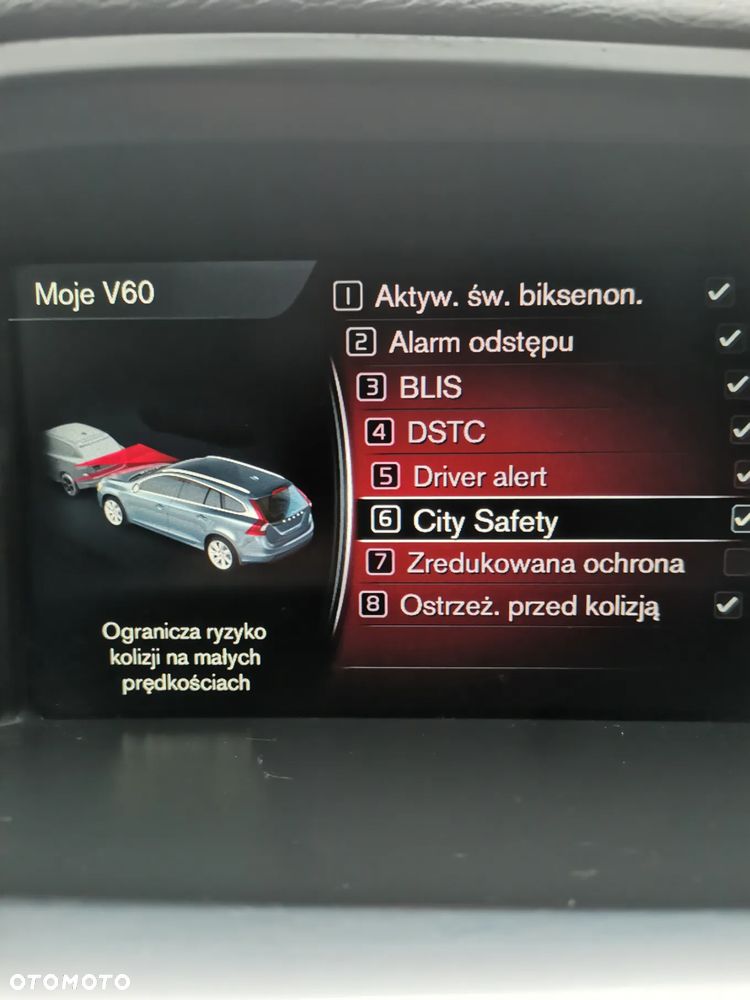 Moje V60
1 Aktyw. św. biksenon.
2 Alarm odstępu
3 BLIS
4 DSTC
5 Driver alert
6 City Safety
7 Zredukowana ochrona
8 Ostrzeż. przed kolizją
Ogranicza ryzyko
kolizji na małych
prędkościach
OTOMOTO